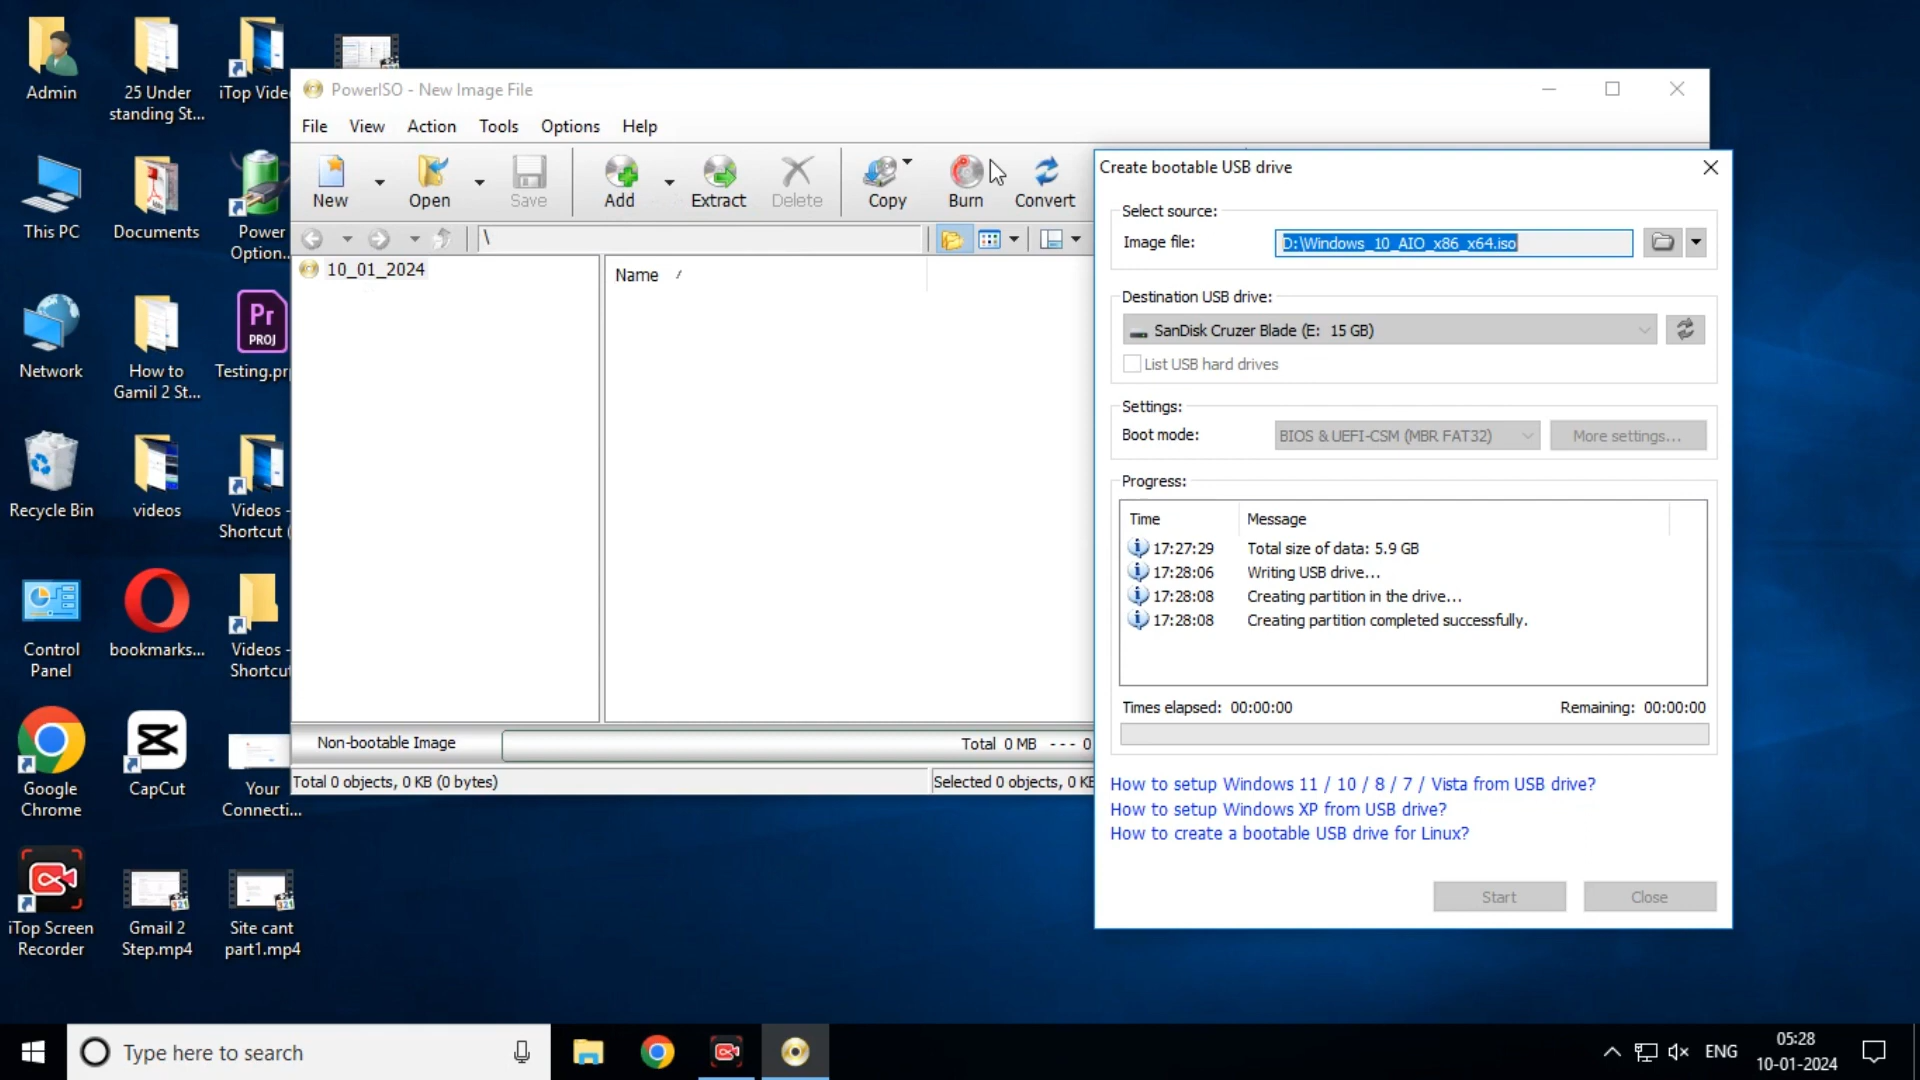 Admin
25 Under
standing St...
iTop Vide
This PC
Documents
Power
Option...
Network
How to
Gamil 2 St...
Pr
PROJ
Testing.pr
Recycle Bin
videos
Videos -
Shortcut (
Control
Panel
bookmarks...
Videos -
Shortcu
Google
Chrome
CapCut
Your
Connecti...
iTop Screen
Recorder
Gmail 2
Step.mp4
Site cant
part1.mp4
PowerISO - New Image File
File View Action Tools Options Help
New Open Save Add Extract Delete Copy Burn Convert
\
10_01_2024
Name
Non-bootable Image
Total 0 MB --- 0
Total 0 objects, 0 KB (0 bytes)
Selected 0 objects, 0 KB
Create bootable USB drive
Select source:
Image file: D:\Windows_10_AIO_x86_x64.iso
Destination USB drive:
SanDisk Cruzer Blade (E: 15 GB)
List USB hard drives
Settings:
Boot mode: BIOS & UEFI-CSM (MBR FAT32) More settings...
Progress:
Time Message
17:27:29 Total size of data: 5.9 GB
17:28:06 Writing USB drive...
17:28:08 Creating partition in the drive...
17:28:08 Creating partition completed successfully.
Times elapsed: 00:00:00 Remaining: 00:00:00
How to setup Windows 11 / 10 / 8 / 7 / Vista from USB drive?
How to setup Windows XP from USB drive?
How to create a bootable USB drive for Linux?
Start Close
Type here to search
ENG
05:28
10-01-2024